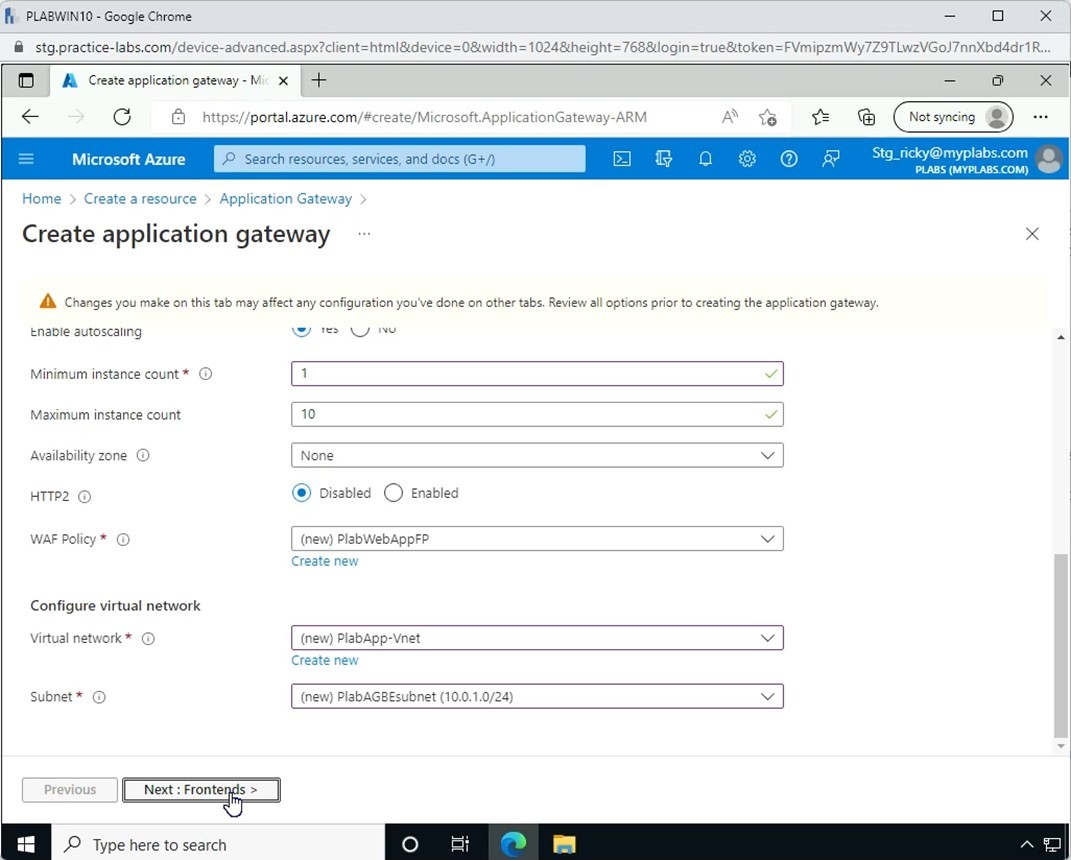 PLABWIN10 - Google Chrome
stg.practice-labs.com/device-advanced.aspx?client=html&device=0&width=1024&height=768&login=true&token=FVmipzmWy7Z9TLwzVGoJ7nnXbd4dr1R...
Create application gateway - Mic
https://portal.azure.com/#create/Microsoft.ApplicationGateway-ARM
Not syncing
Microsoft Azure
Search resources, services, and docs (G+/)
Stg_ricky@myplabs.com
PLABS (MYPLABS.COM)
Home > Create a resource > Application Gateway >
Create application gateway ...
Changes you make on this tab may affect any configuration you've done on other tabs. Review all options prior to creating the application gateway.
Enable autoscaling Yes No
Minimum instance count * 1
Maximum instance count 10
Availability zone None
HTTP2 Disabled Enabled
WAF Policy * (new) PlabWebAppFP
Create new
Configure virtual network
Virtual network * (new) PlabApp-Vnet
Create new
Subnet * (new) PlabAGBEsubnet (10.0.1.0/24)
Previous Next : Frontends >
Type here to search